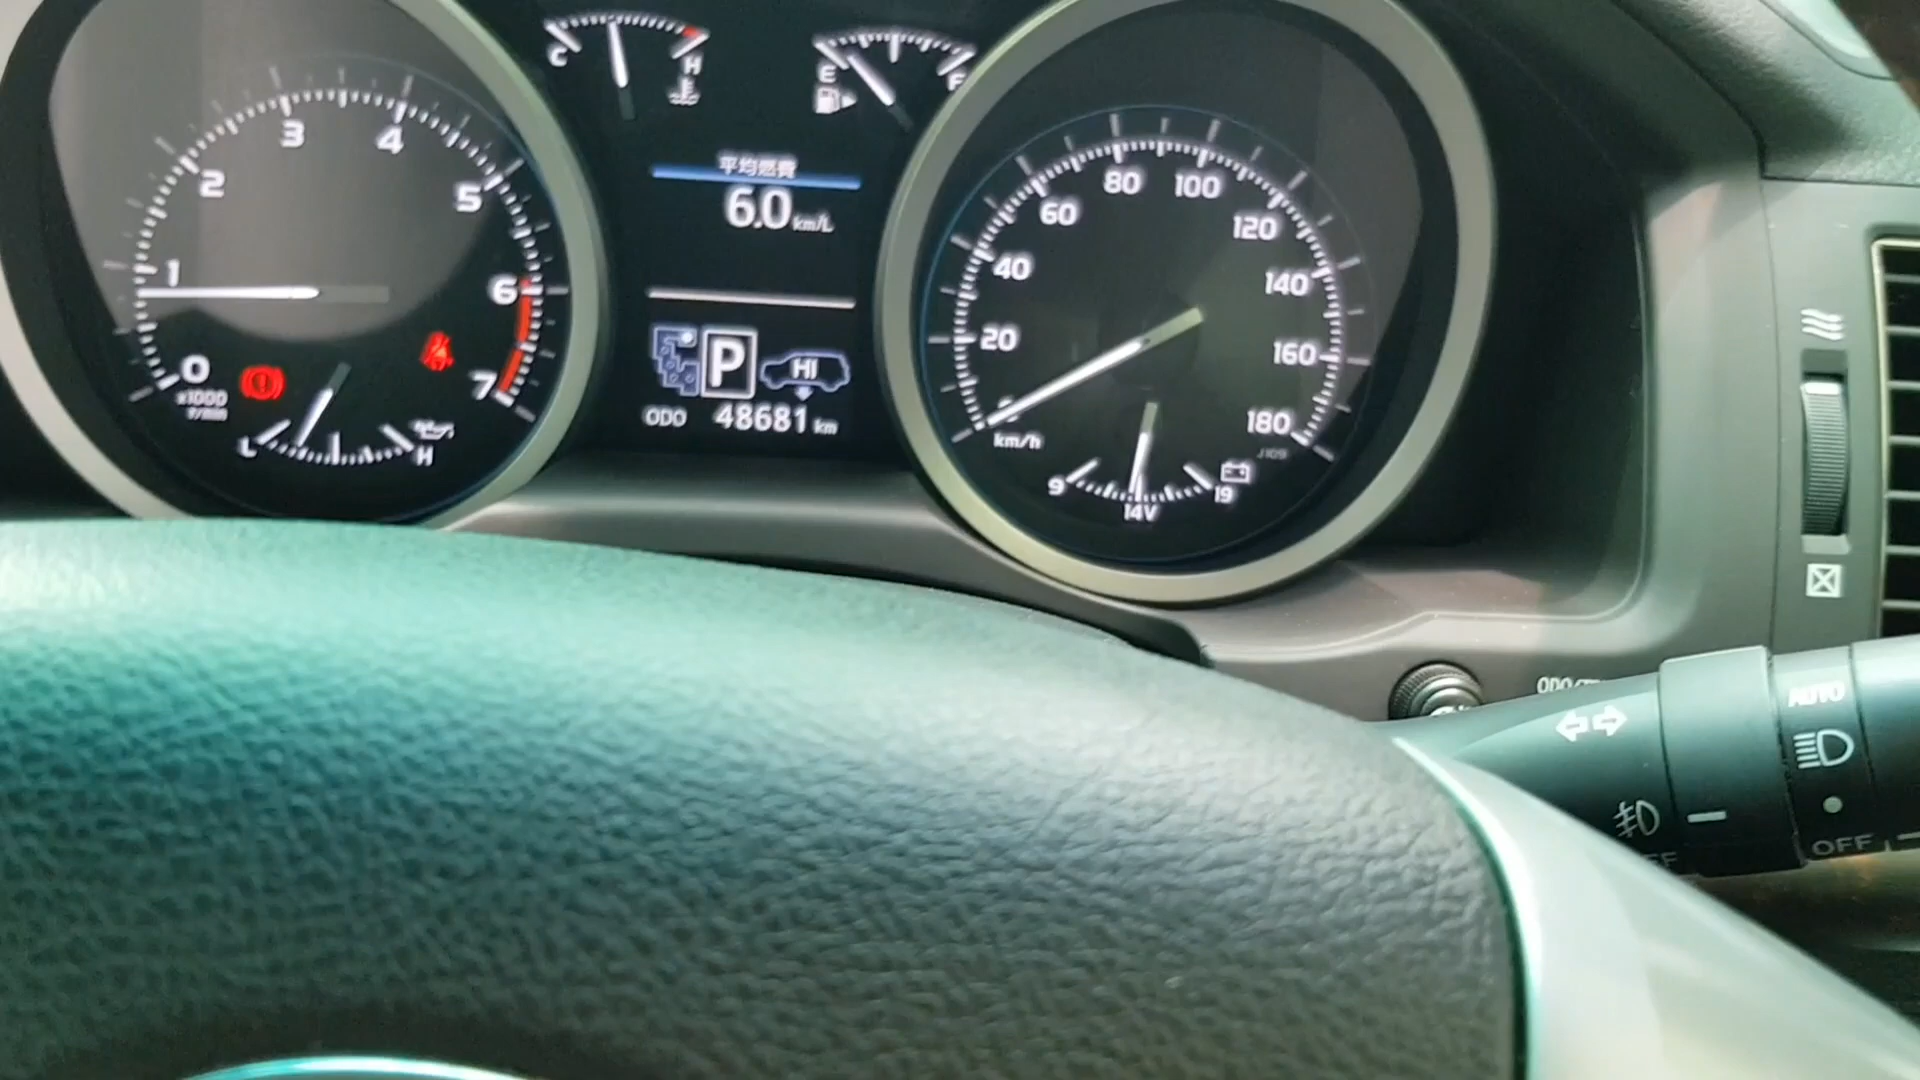 C
H
E
F
平均燃費
6.0 km/L
P
HI
ODO 48681 km
0
1
2
3
4
5
6
7
x1000
r/min
L
H
20
40
60
80
100
120
140
160
180
km/h
J109
9
14V
19
AUTO
OFF